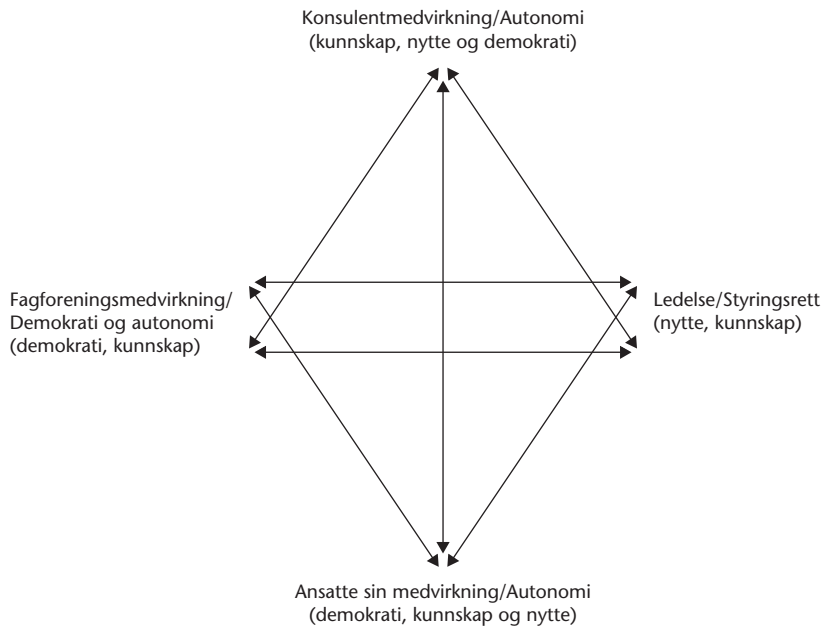 Konsulentmedvirkning/Autonomi
(kunnskap, nytte og demokrati)
Fagforeningsmedvirkning/
Demokrati og autonomi
(demokrati, kunnskap)
Ledelse/Styringsrett
(nytte, kunnskap)
Ansatte sin medvirkning/Autonomi
(demokrati, kunnskap og nytte)